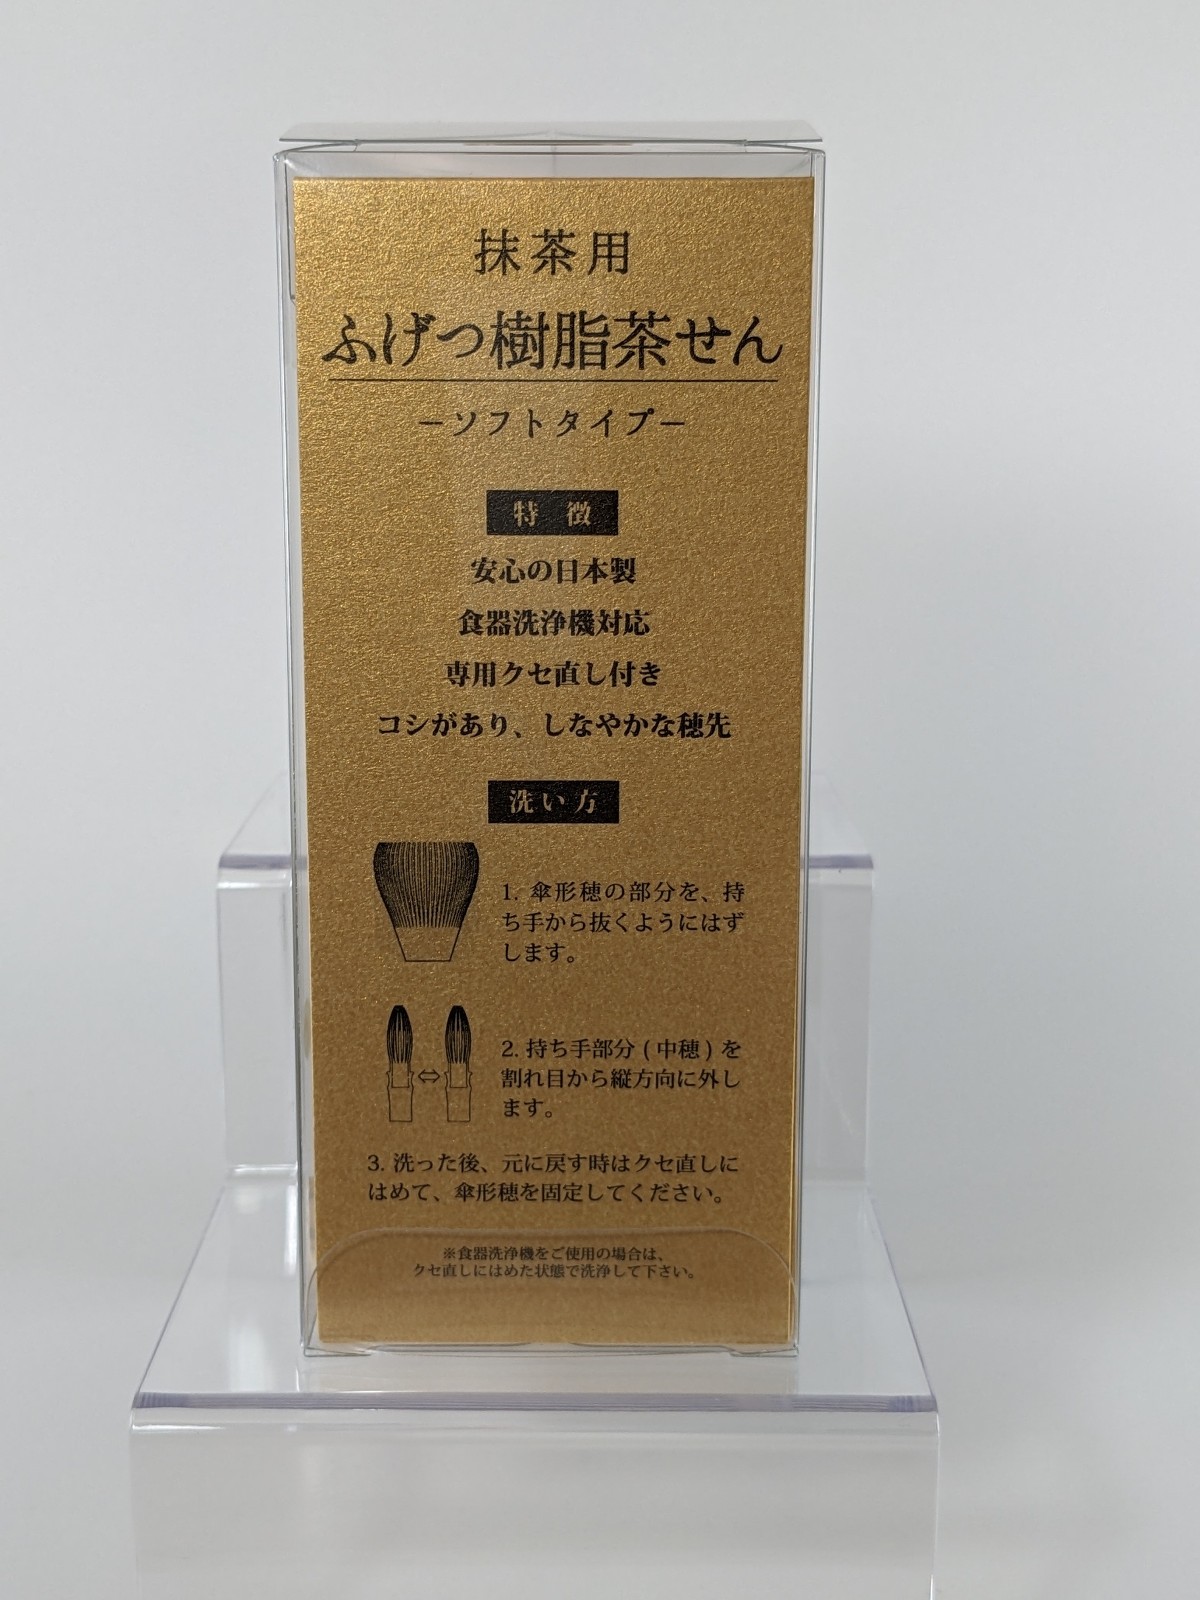 抹茶用
ふげつ樹脂茶せん
－ソフトタイプ－
特 徴
安心の日本製
食器洗浄機対応
専用クセ直し付き
コシがあり、しなやかな穂先
洗い方
1. 傘形穂の部分を、持
ち手から抜くようにはず
します。
2. 持ち手部分 ( 中穂 ) を
割れ目から縦方向に外し
ます。
3. 洗った後、元に戻す時はクセ直しに
はめて、傘形穂を固定してください。
※食器洗浄機をご使用の場合は、
クセ直しにはめた状態で洗浄して下さい。